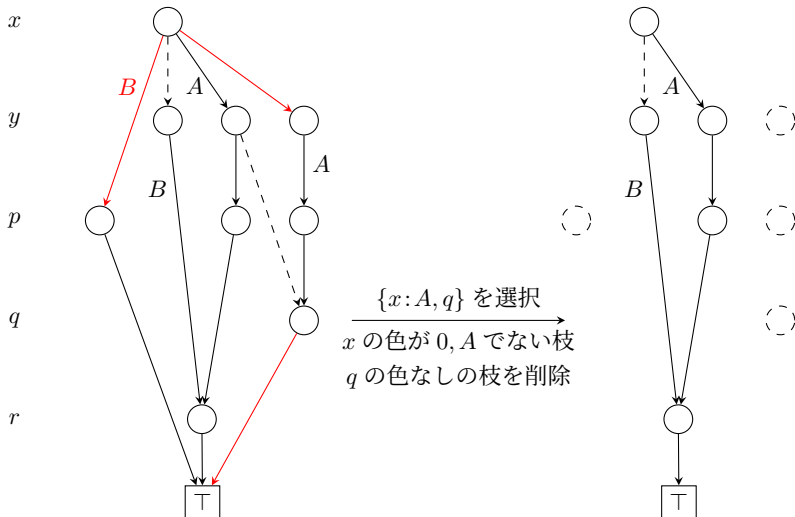 x
B
A
A
y
A
B
B
p
{x:A, q} を選択
q
x の色が 0, A でない枝
q の色なしの枝を削除
r
⊤
⊤